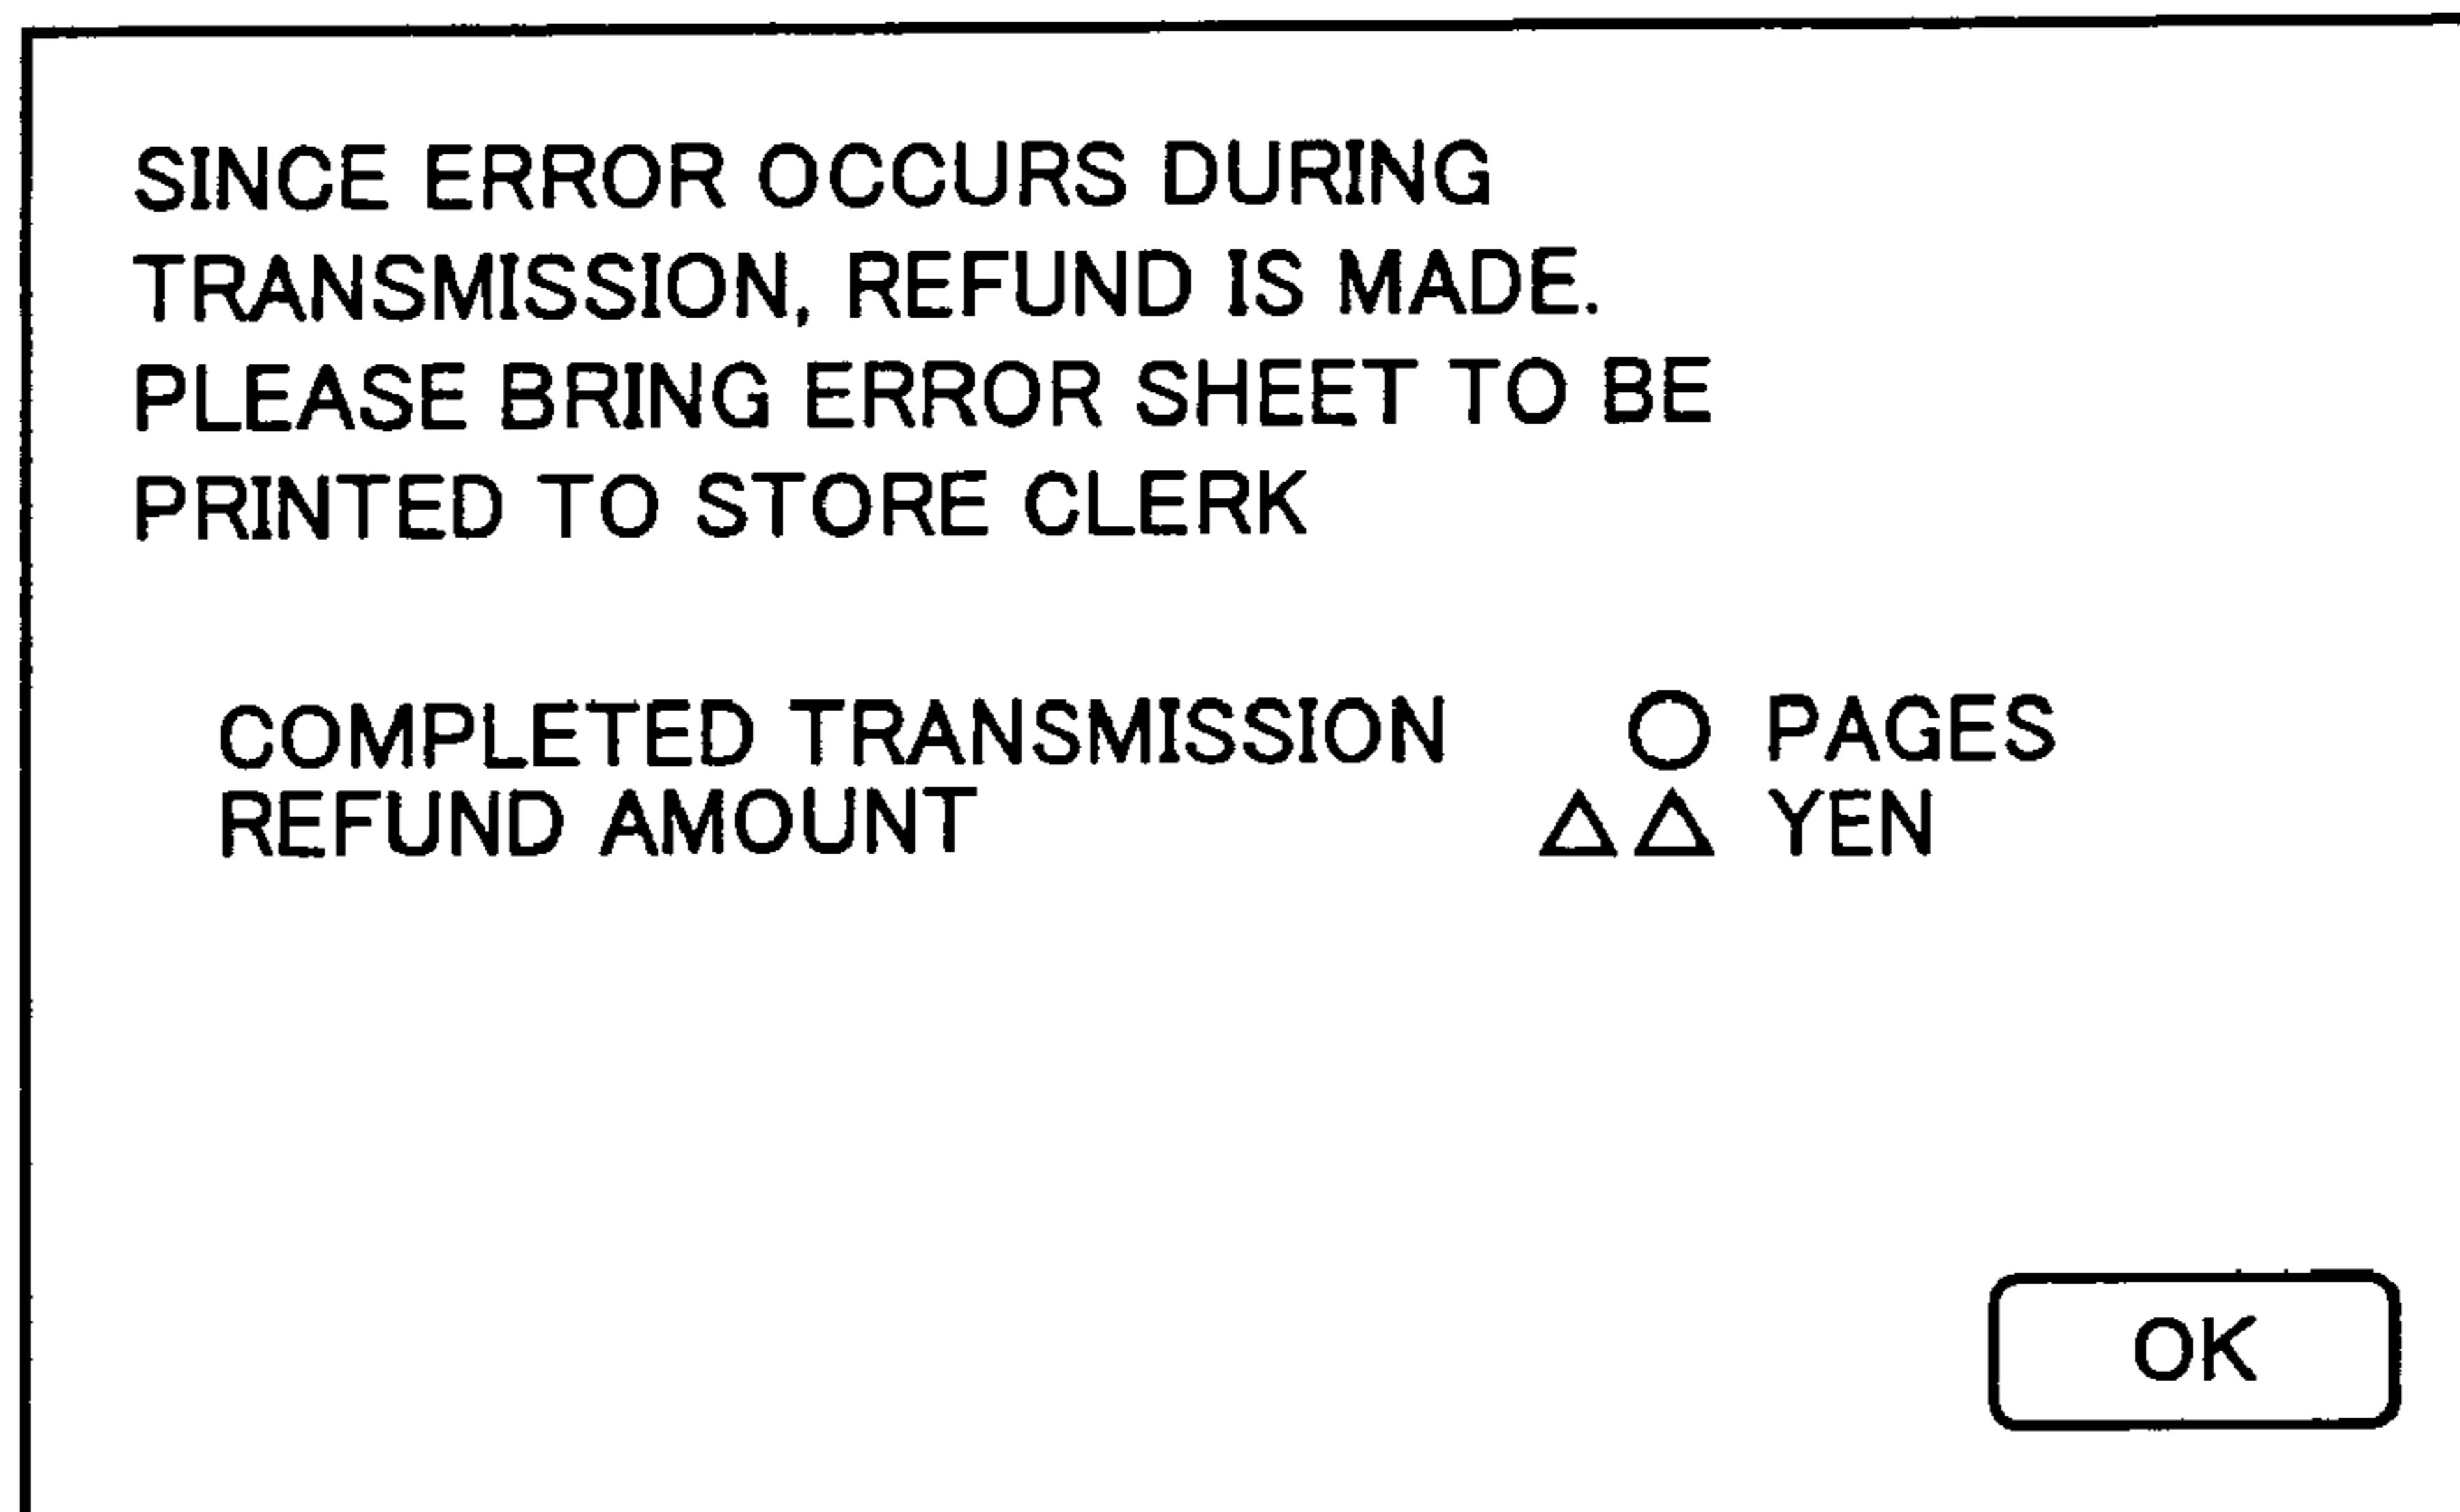 SINCE ERROR OCCURS DURING
TRANSMISSION, REFUND IS MADE.
PLEASE BRING ERROR SHEET TO BE
PRINTED TO STORE CLERK
COMPLETED TRANSMISSION ○ PAGES
REFUND AMOUNT △△ YEN
OK